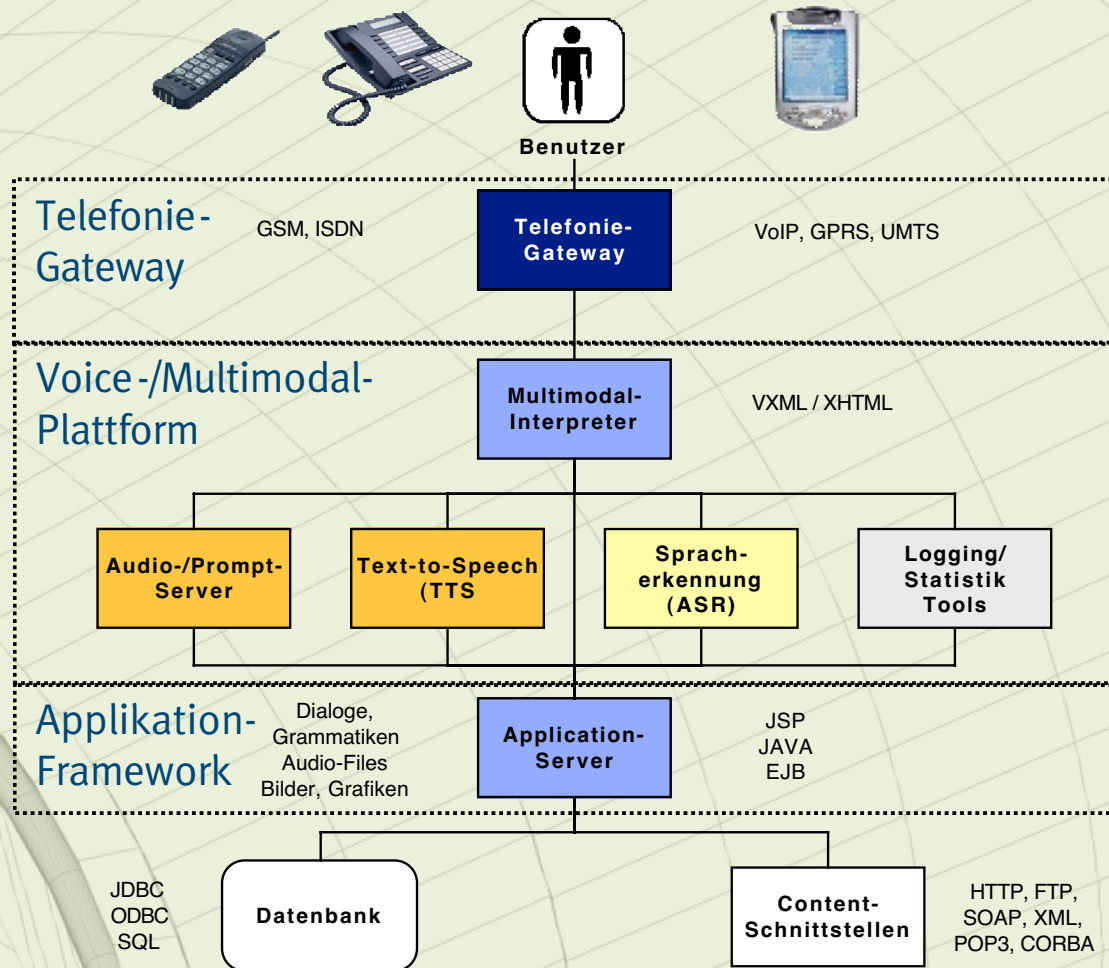 Benutzer
Telefonie-
Gateway
GSM, ISDN
Telefonie-
Gateway
VoIP, GPRS, UMTS
Voice-/Multimodal-
Plattform
Multimodal-
Interpreter
VXML / XHTML
Audio-/Prompt-
Server
Text-to-Speech
(TTS
Sprach-
erkennung
(ASR)
Logging/
Statistik
Tools
Applikation-
Framework
Dialoge,
Grammatiken
Audio-Files
Bilder, Grafiken
Application-
Server
JSP
JAVA
EJB
JDBC
ODBC
SQL
Datenbank
Content-
Schnittstellen
HTTP, FTP,
SOAP, XML,
POP3, CORBA